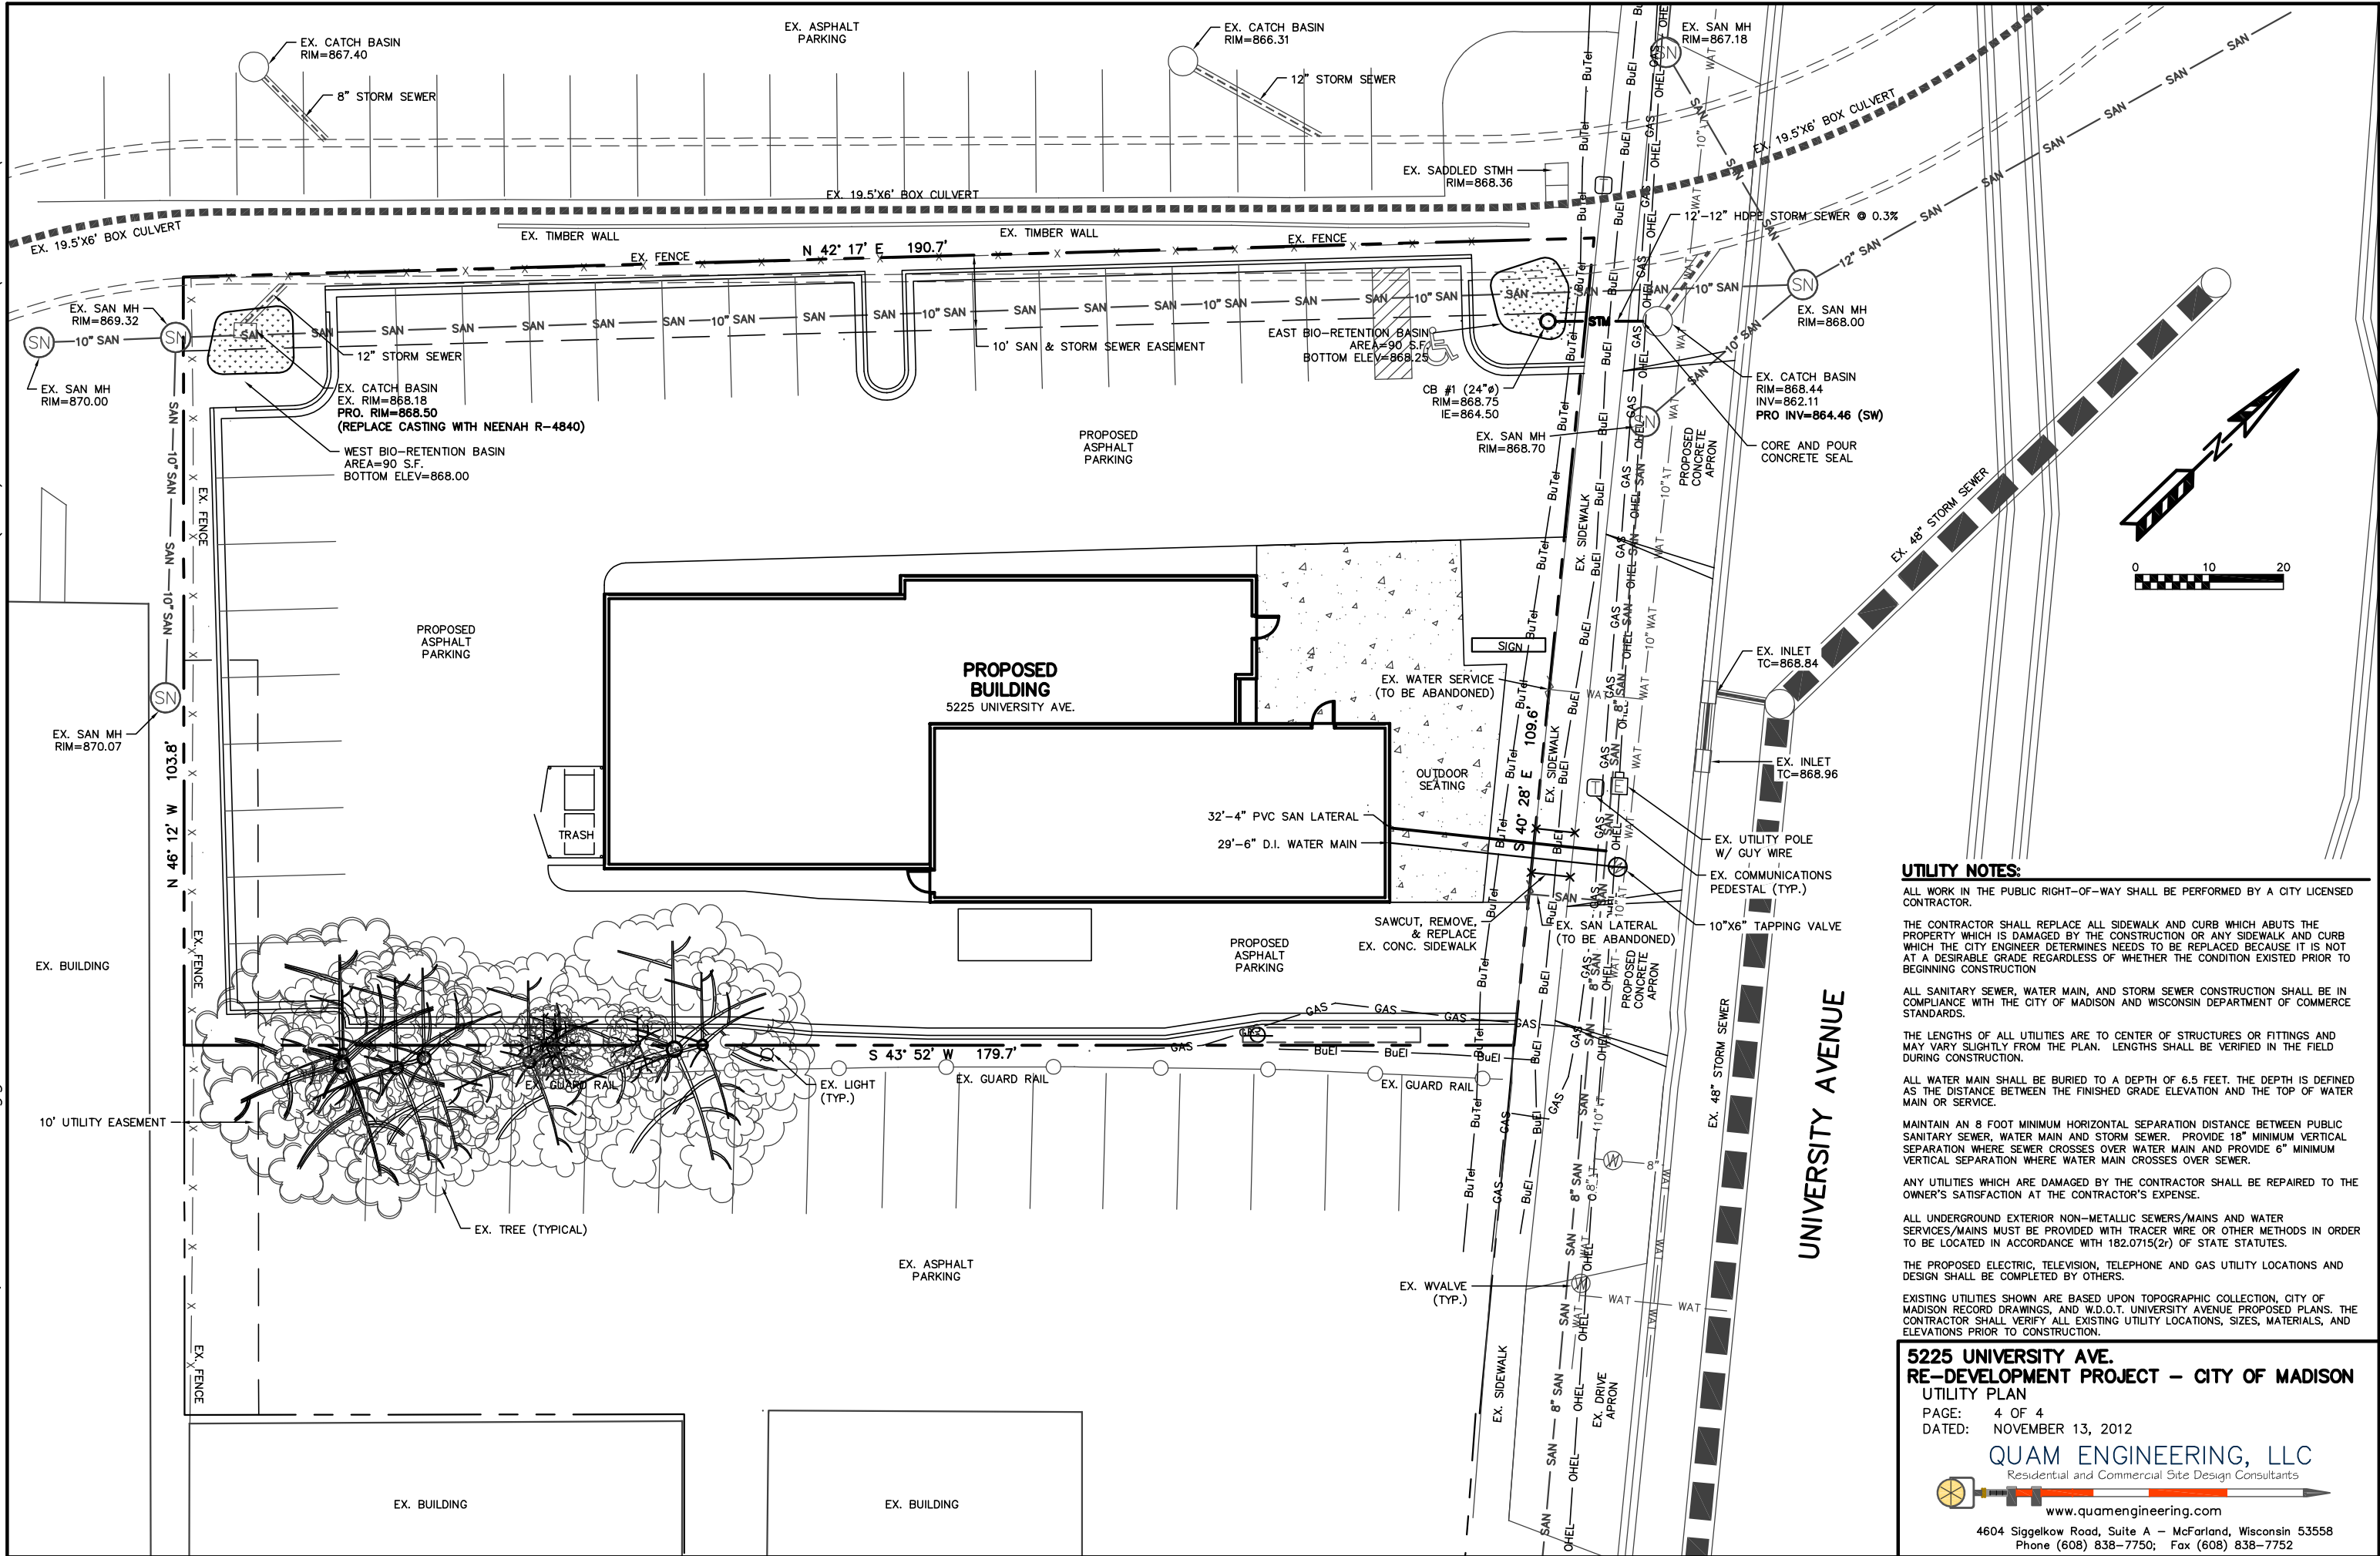 EX. ASPHALT
PARKING
EX. CATCH BASIN
RIM=867.40
8" STORM SEWER
EX. CATCH BASIN
RIM=866.31
12" STORM SEWER
EX. SAN MH
RIM=867.18
EX. SADDLED STMH
RIM=868.36
EX. 19.5'X6' BOX CULVERT
EX. 19.5'X6' BOX CULVERT
EX. 19.5'X6' BOX CULVERT
EX. TIMBER WALL
EX. TIMBER WALL
N 42° 17' E 190.7'
EX. FENCE
EX. FENCE
12'-12" HDPE STORM SEWER @ 0.3%
12" SAN
EX. SAN MH
RIM=869.32
10" SAN
EX. SAN MH
RIM=870.00
12" STORM SEWER
EX. CATCH BASIN
EX. RIM=868.18
PRO. RIM=868.50
(REPLACE CASTING WITH NEENAH R-4840)
WEST BIO-RETENTION BASIN
AREA=90 S.F.
BOTTOM ELEV=868.00
10' SAN & STORM SEWER EASEMENT
EAST BIO-RETENTION BASIN
AREA=90 S.F.
BOTTOM ELEV=868.25
CB #1 (24"ø)
RIM=868.75
IE=864.50
STM
EX. SAN MH
RIM=868.00
EX. CATCH BASIN
RIM=868.44
INV=862.11
PRO INV=864.46 (SW)
EX. SAN MH
RIM=868.70
CORE AND POUR
CONCRETE SEAL
PROPOSED
CONCRETE
APRON
PROPOSED
ASPHALT
PARKING
PROPOSED
ASPHALT
PARKING
EX. FENCE
EX. SIDEWALK
EX. 48" STORM SEWER
N
0 10 20
PROPOSED
BUILDING
5225 UNIVERSITY AVE.
SIGN
EX. WATER SERVICE
(TO BE ABANDONED)
EX. INLET
TC=868.84
EX. INLET
TC=868.96
EX. SAN MH
RIM=870.07
N 46° 12' W 103.8'
S 40° 28' E 109.6'
EX. SIDEWALK
OUTDOOR
SEATING
TRASH
32'-4" PVC SAN LATERAL
29'-6" D.I. WATER MAIN
EX. UTILITY POLE
W/ GUY WIRE
EX. COMMUNICATIONS
PEDESTAL (TYP.)
10"X6" TAPPING VALVE
SAWCUT, REMOVE,
& REPLACE
EX. CONC. SIDEWALK
EX. SAN LATERAL
(TO BE ABANDONED)
PROPOSED
ASPHALT
PARKING
PROPOSED
CONCRETE
APRON
EX. BUILDING
EX. FENCE
S 43° 52' W 179.7'
EX. GUARD RAIL
EX. GUARD RAIL
EX. GUARD RAIL
EX. LIGHT
(TYP.)
10' UTILITY EASEMENT
EX. TREE (TYPICAL)
EX. ASPHALT
PARKING
EX. 48" STORM SEWER
UNIVERSITY AVENUE
EX. WVALVE
(TYP.)
EX. FENCE
EX. SIDEWALK
EX. DRIVE
APRON
EX. BUILDING
EX. BUILDING
UTILITY NOTES:
ALL WORK IN THE PUBLIC RIGHT-OF-WAY SHALL BE PERFORMED BY A CITY LICENSED
CONTRACTOR.
THE CONTRACTOR SHALL REPLACE ALL SIDEWALK AND CURB WHICH ABUTS THE
PROPERTY WHICH IS DAMAGED BY THE CONSTRUCTION OR ANY SIDEWALK AND CURB
WHICH THE CITY ENGINEER DETERMINES NEEDS TO BE REPLACED BECAUSE IT IS NOT
AT A DESIRABLE GRADE REGARDLESS OF WHETHER THE CONDITION EXISTED PRIOR TO
BEGINNING CONSTRUCTION
ALL SANITARY SEWER, WATER MAIN, AND STORM SEWER CONSTRUCTION SHALL BE IN
COMPLIANCE WITH THE CITY OF MADISON AND WISCONSIN DEPARTMENT OF COMMERCE
STANDARDS.
THE LENGTHS OF ALL UTILITIES ARE TO CENTER OF STRUCTURES OR FITTINGS AND
MAY VARY SLIGHTLY FROM THE PLAN. LENGTHS SHALL BE VERIFIED IN THE FIELD
DURING CONSTRUCTION.
ALL WATER MAIN SHALL BE BURIED TO A DEPTH OF 6.5 FEET. THE DEPTH IS DEFINED
AS THE DISTANCE BETWEEN THE FINISHED GRADE ELEVATION AND THE TOP OF WATER
MAIN OR SERVICE.
MAINTAIN AN 8 FOOT MINIMUM HORIZONTAL SEPARATION DISTANCE BETWEEN PUBLIC
SANITARY SEWER, WATER MAIN AND STORM SEWER. PROVIDE 18" MINIMUM VERTICAL
SEPARATION WHERE SEWER CROSSES OVER WATER MAIN AND PROVIDE 6" MINIMUM
VERTICAL SEPARATION WHERE WATER MAIN CROSSES OVER SEWER.
ANY UTILITIES WHICH ARE DAMAGED BY THE CONTRACTOR SHALL BE REPAIRED TO THE
OWNER'S SATISFACTION AT THE CONTRACTOR'S EXPENSE.
ALL UNDERGROUND EXTERIOR NON-METALLIC SEWERS/MAINS AND WATER
SERVICES/MAINS MUST BE PROVIDED WITH TRACER WIRE OR OTHER METHODS IN ORDER
TO BE LOCATED IN ACCORDANCE WITH 182.0715(2r) OF STATE STATUTES.
THE PROPOSED ELECTRIC, TELEVISION, TELEPHONE AND GAS UTILITY LOCATIONS AND
DESIGN SHALL BE COMPLETED BY OTHERS.
EXISTING UTILITIES SHOWN ARE BASED UPON TOPOGRAPHIC COLLECTION, CITY OF
MADISON RECORD DRAWINGS, AND W.D.O.T. UNIVERSITY AVENUE PROPOSED PLANS. THE
CONTRACTOR SHALL VERIFY ALL EXISTING UTILITY LOCATIONS, SIZES, MATERIALS, AND
ELEVATIONS PRIOR TO CONSTRUCTION.
5225 UNIVERSITY AVE.
RE-DEVELOPMENT PROJECT - CITY OF MADISON
UTILITY PLAN
PAGE: 4 OF 4
DATED: NOVEMBER 13, 2012
QUAM ENGINEERING, LLC
Residential and Commercial Site Design Consultants
www.quamengineering.com
4604 Siggelkow Road, Suite A - McFarland, Wisconsin 53558
Phone (608) 838-7750; Fax (608) 838-7752